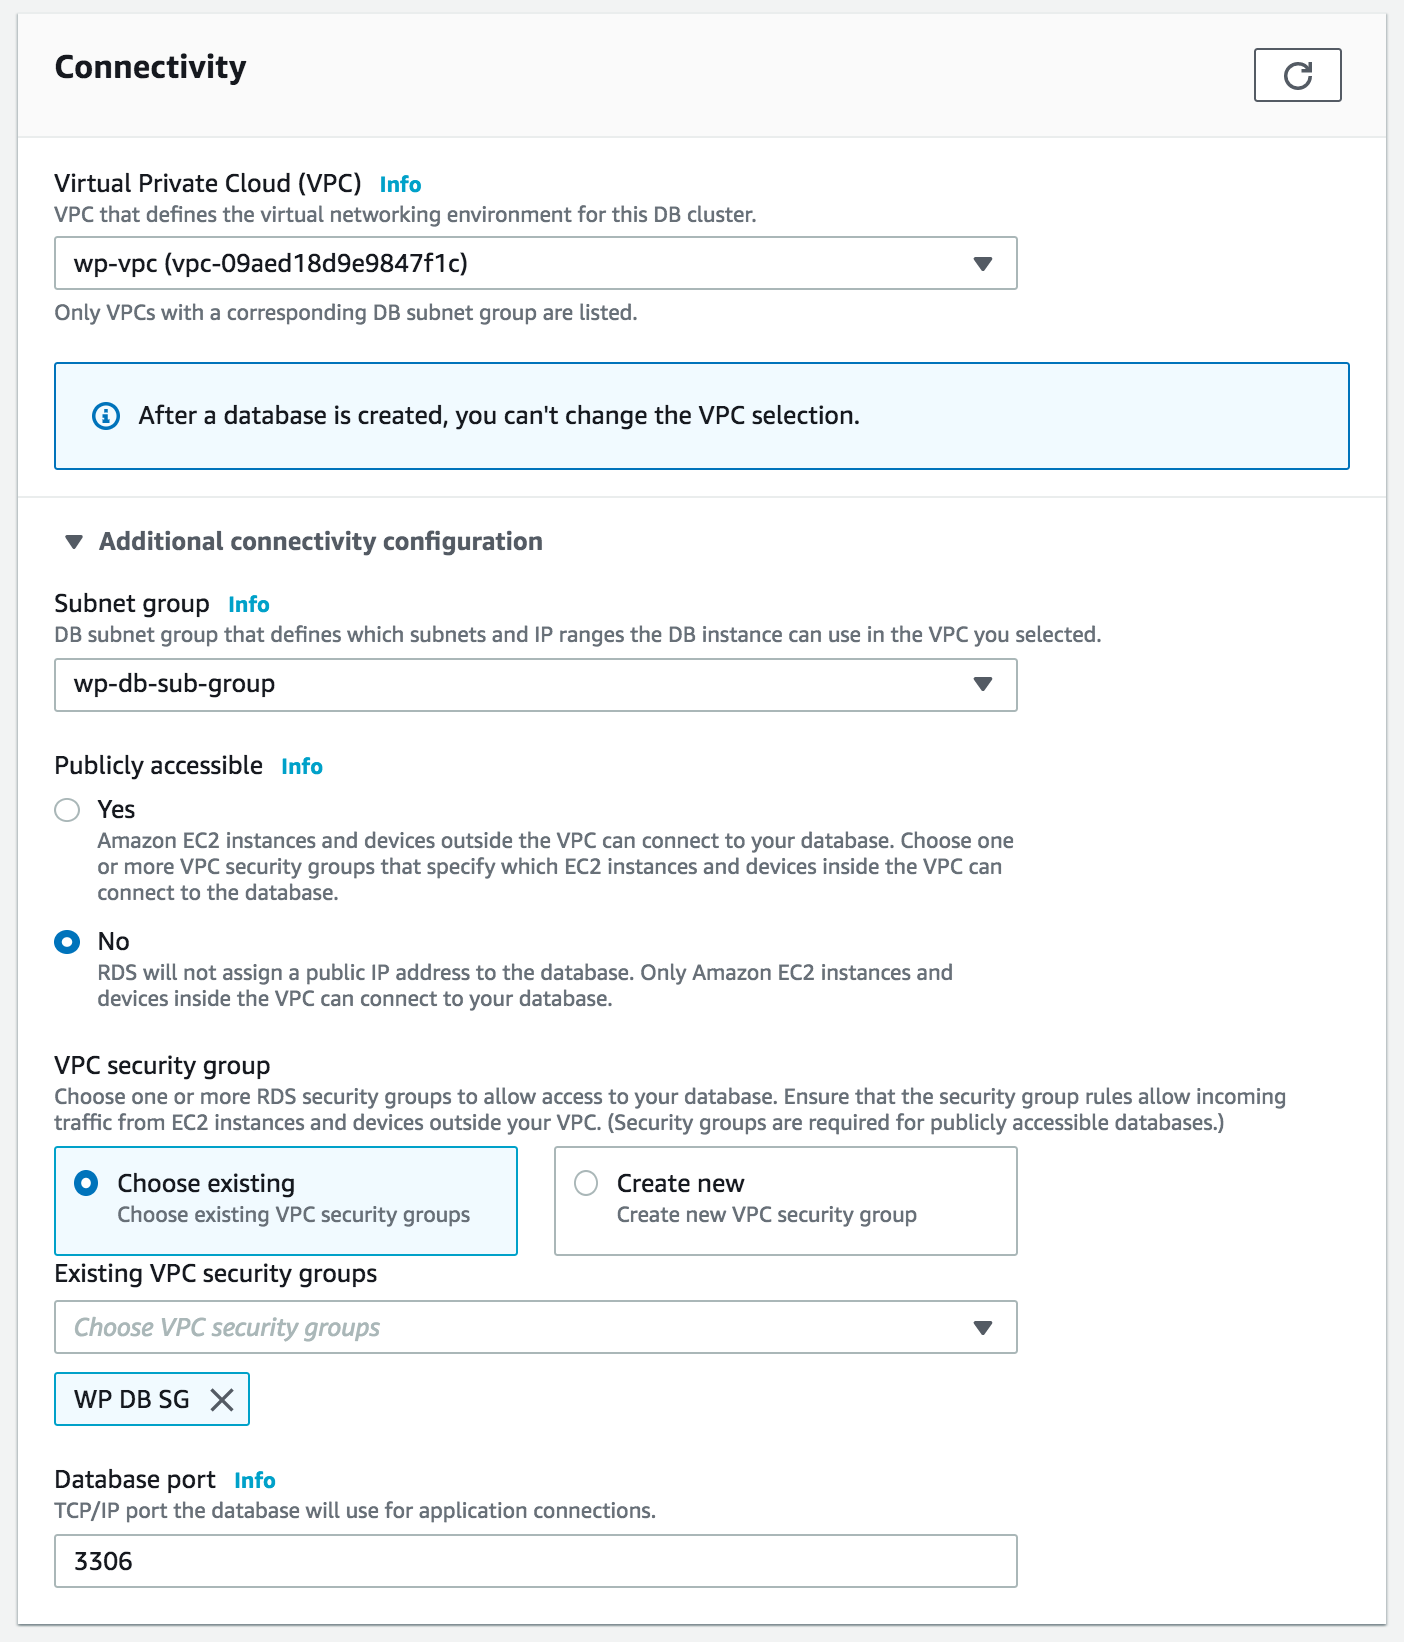 Connectivity
Virtual Private Cloud (VPC) Info
VPC that defines the virtual networking environment for this DB cluster.
wp-vpc (vpc-09aed18d9e9847f1c)
Only VPCs with a corresponding DB subnet group are listed.
After a database is created, you can't change the VPC selection.
Additional connectivity configuration
Subnet group Info
DB subnet group that defines which subnets and IP ranges the DB instance can use in the VPC you selected.
wp-db-sub-group
Publicly accessible Info
Yes
Amazon EC2 instances and devices outside the VPC can connect to your database. Choose one
or more VPC security groups that specify which EC2 instances and devices inside the VPC can
connect to the database.
No
RDS will not assign a public IP address to the database. Only Amazon EC2 instances and
devices inside the VPC can connect to your database.
VPC security group
Choose one or more RDS security groups to allow access to your database. Ensure that the security group rules allow incoming
traffic from EC2 instances and devices outside your VPC. (Security groups are required for publicly accessible databases.)
Choose existing
Choose existing VPC security groups
Create new
Create new VPC security group
Existing VPC security groups
Choose VPC security groups
WP DB SG
Database port Info
TCP/IP port the database will use for application connections.
3306